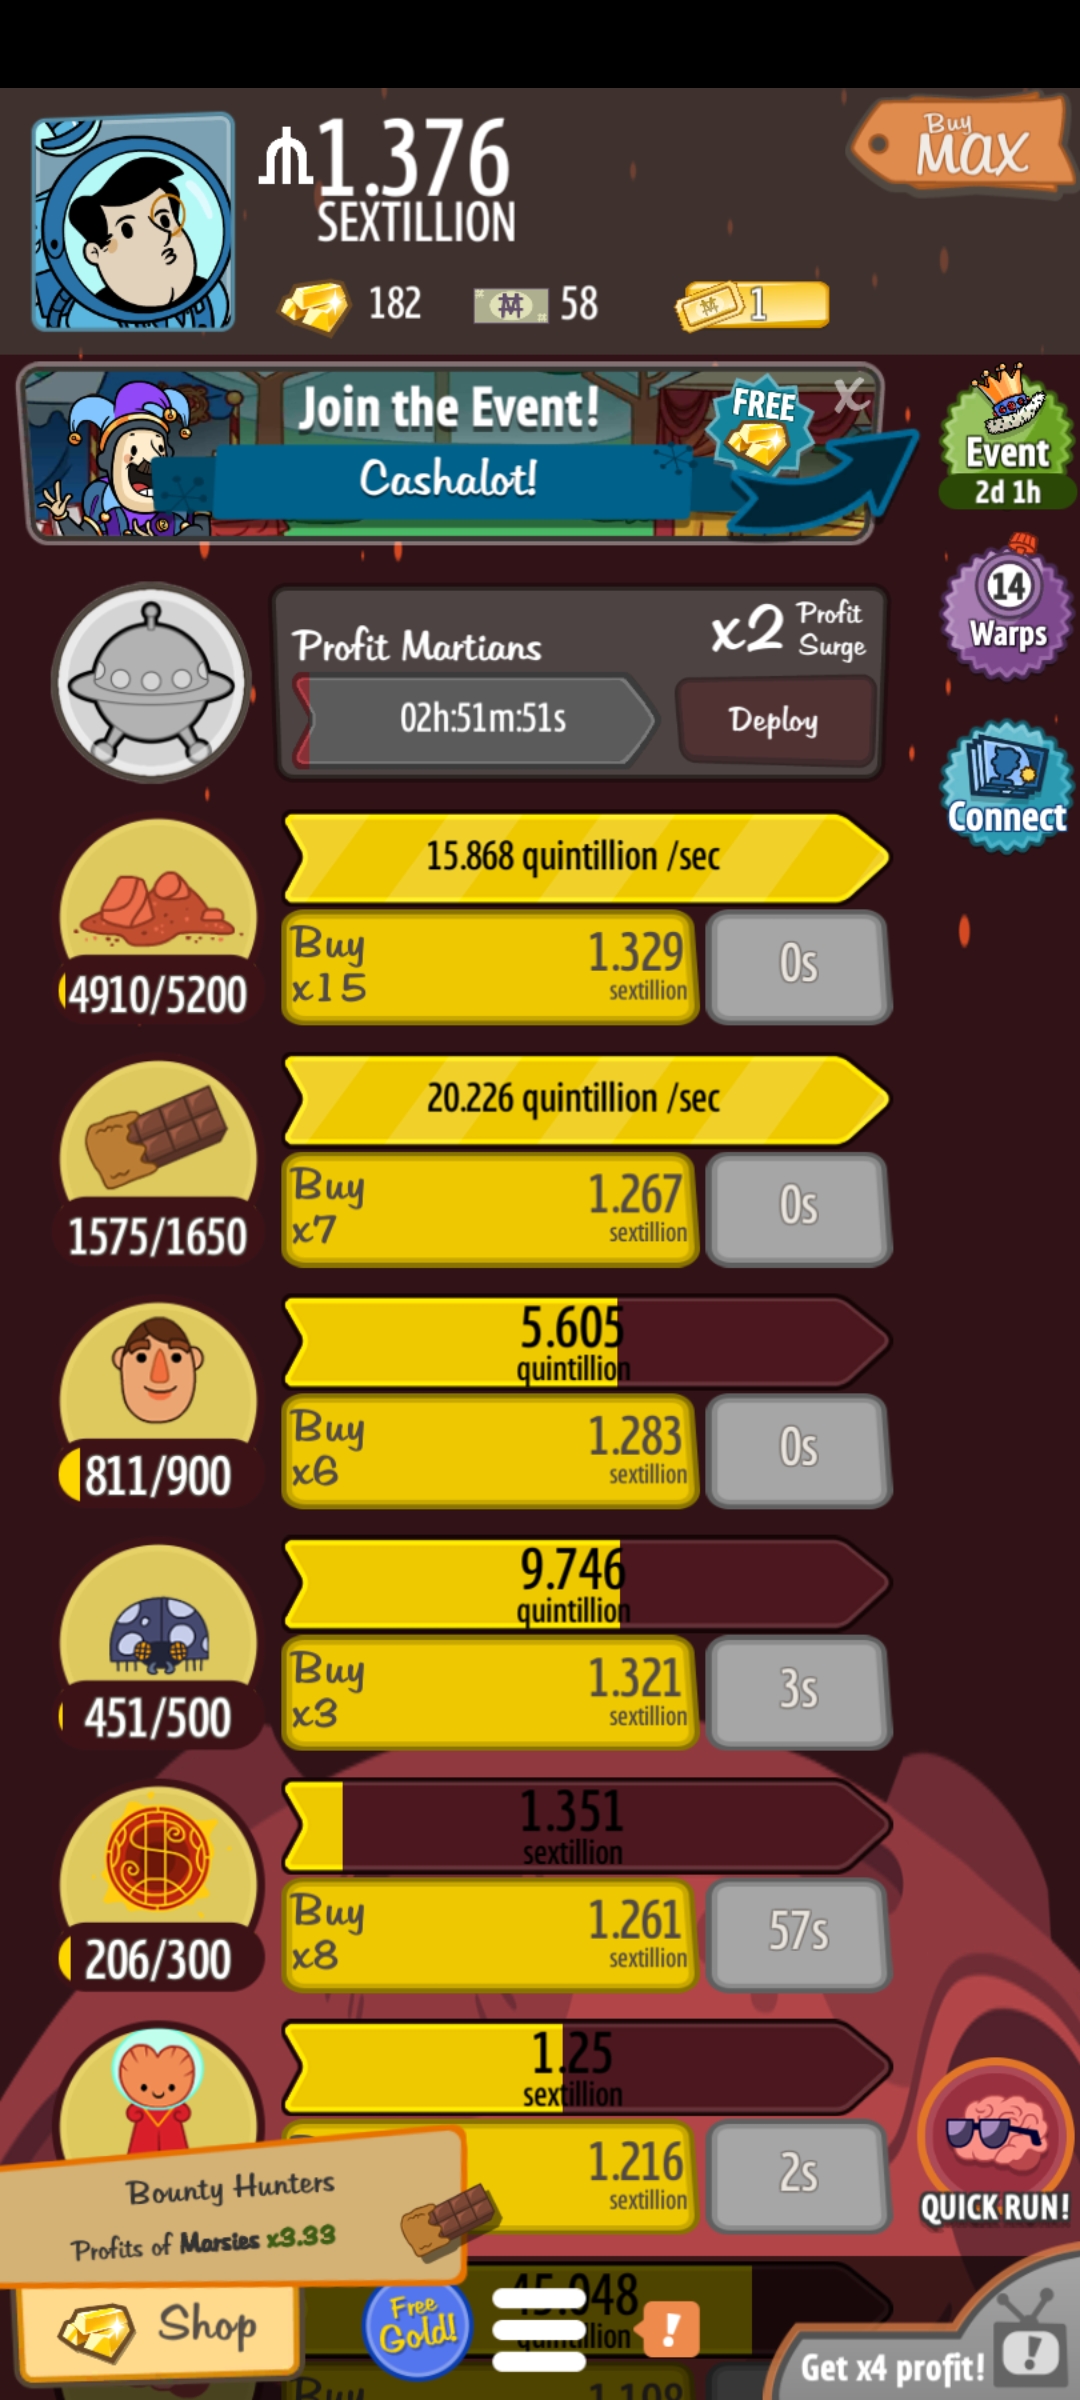 Buy
MAX
1.376
SEXTILLION
182
58
1
Join the Event!
FREE
X
Cashalot!
Event
2d 1h
14
Warps
Connect
Profit Martians
x2 Profit Surge
02h:51m:51s
Deploy
15.868 quintillion /sec
Buy x15
1.329 sextillion
0s
4910/5200
20.226 quintillion /sec
Buy x7
1.267 sextillion
0s
1575/1650
5.605
quintillion
Buy x6
1.283 sextillion
0s
811/900
9.746
quintillion
Buy x3
1.321 sextillion
3s
451/500
1.351
sextillion
Buy x8
1.261 sextillion
57s
206/300
1.25
sextillion
1.216
sextillion
2s
Bounty Hunters
Profits of Marsies x3.33
QUICK RUN!
45.048
Shop
Free Gold!
!
Get x4 profit!
!
Buy